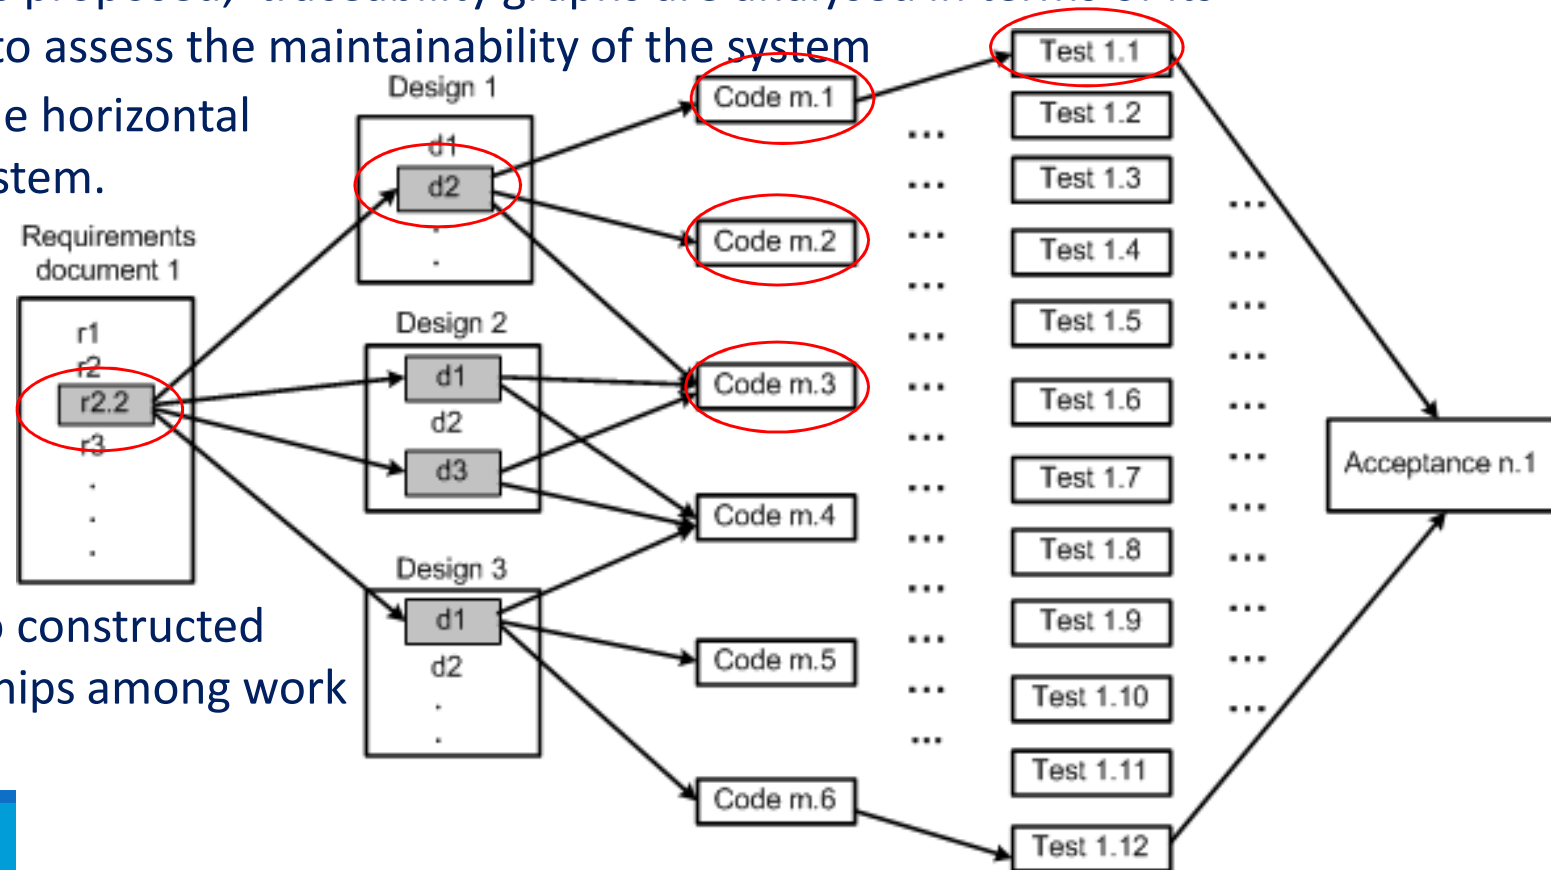 to assess the maintainability of the system
e horizontal
stem.
Requirements
document 1
r1
r2
r2.2
r3
.
.
.
Design 1
d1
d2
.
.
Design 2
d1
d2
d3
Design 3
d1
d2
.
.
Code m.1
Code m.2
Code m.3
Code m.4
Code m.5
Code m.6
...
...
...
...
...
...
...
...
...
...
...
...
...
Test 1.1
Test 1.2
Test 1.3
Test 1.4
Test 1.5
Test 1.6
Test 1.7
Test 1.8
Test 1.9
Test 1.10
Test 1.11
Test 1.12
...
...
...
...
...
...
...
...
...
...
...
Acceptance n.1
constructed
hips among work